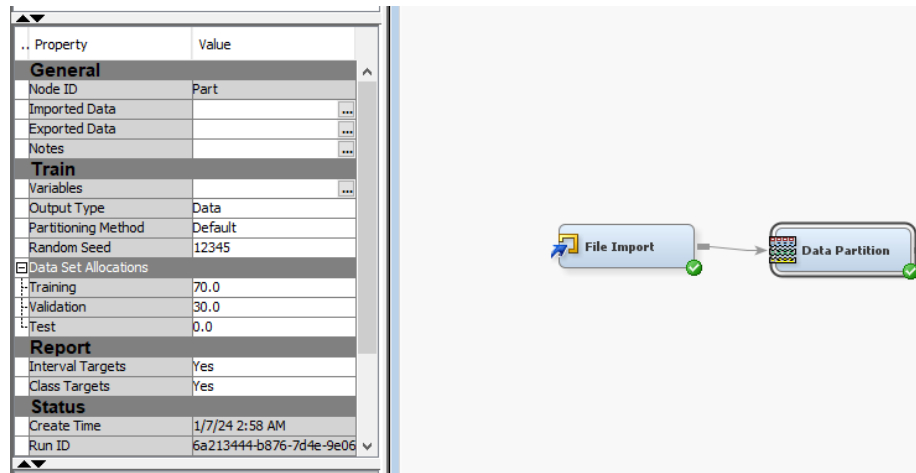 .. Property Value
General
Node ID Part
Imported Data ...
Exported Data ...
Notes ...
Train
Variables ...
Output Type Data
Partitioning Method Default
Random Seed 12345
Data Set Allocations
Training 70.0
Validation 30.0
Test 0.0
Report
Interval Targets Yes
Class Targets Yes
Status
Create Time 1/7/24 2:58 AM
Run ID 6a213444-b876-7d4e-9e06
File Import
Data Partition